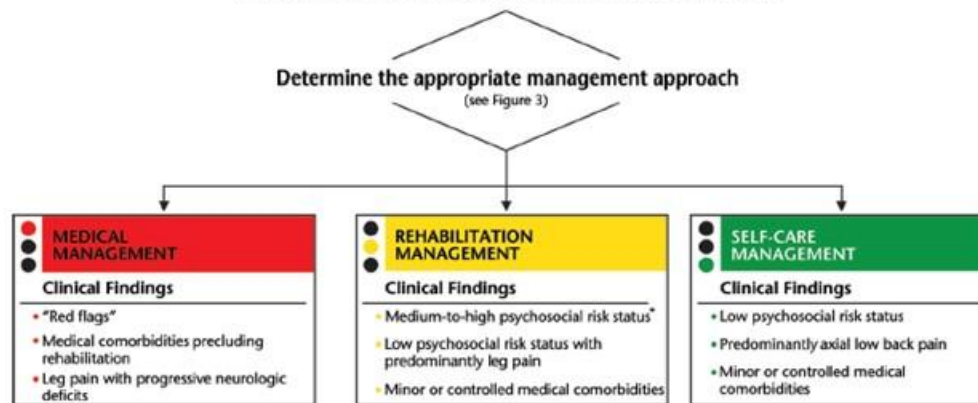 Determine the appropriate management approach
(see Figure 3)
MEDICAL
MANAGEMENT
Clinical Findings
• "Red flags"
• Medical comorbidities precluding
rehabilitation
• Leg pain with progressive neurologic
deficits
REHABILITATION
MANAGEMENT
Clinical Findings
• Medium-to-high psychosocial risk status*
• Low psychosocial risk status with
predominantly leg pain
• Minor or controlled medical comorbidities
SELF-CARE
MANAGEMENT
Clinical Findings
• Low psychosocial risk status
• Predominantly axial low back pain
• Minor or controlled medical
comorbidities